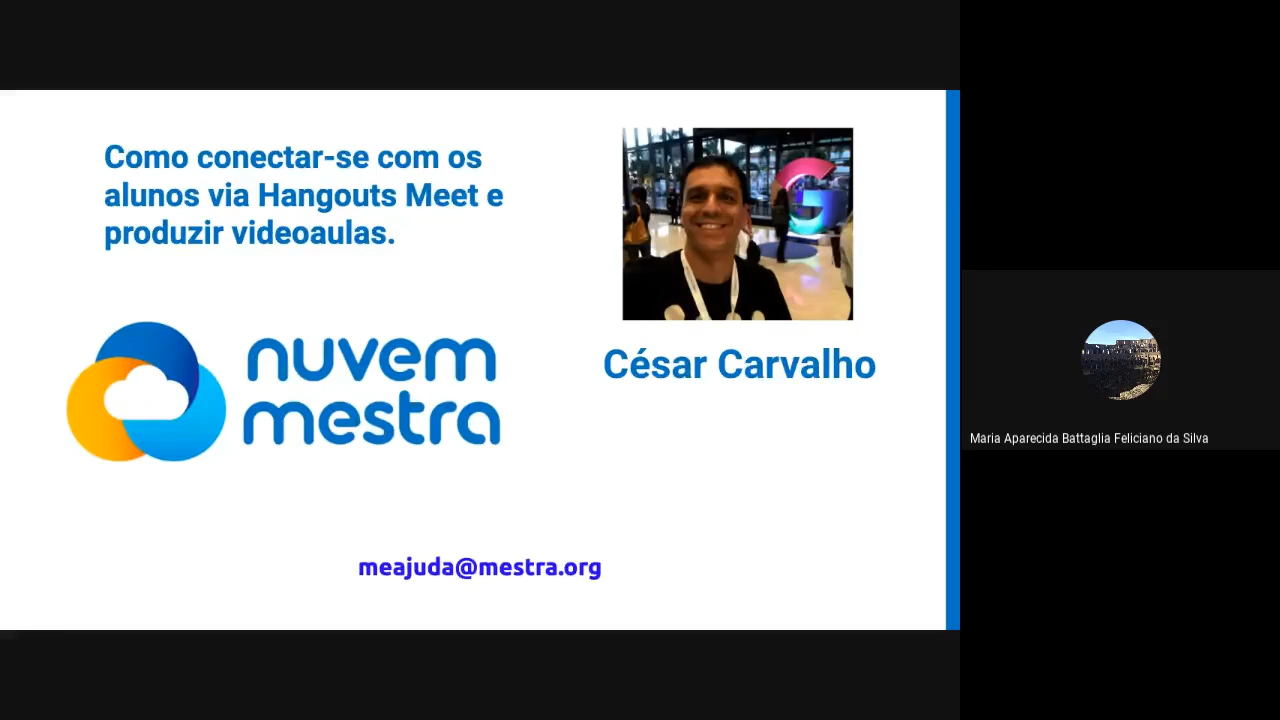 Como conectar-se com os
alunos via Hangouts Meet e
produzir videoaulas.
nuvem
mestra
César Carvalho
meajuda@mestra.org
Maria Aparecida Battaglia Feliciano da Silva